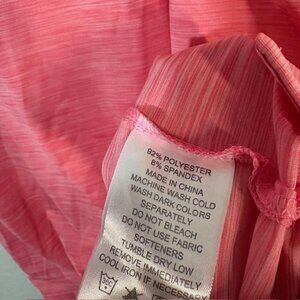 92% POLYESTER
8% SPANDEX
MADE IN CHINA
MACHINE WASH COLD
WASH DARK COLORS
SEPARATELY
DO NOT BLEACH
DO NOT USE FABRIC
SOFTENERS
TUMBLE DRY LOW
REMOVE IMMEDIATELY
COOL IRON IF NECESSARY